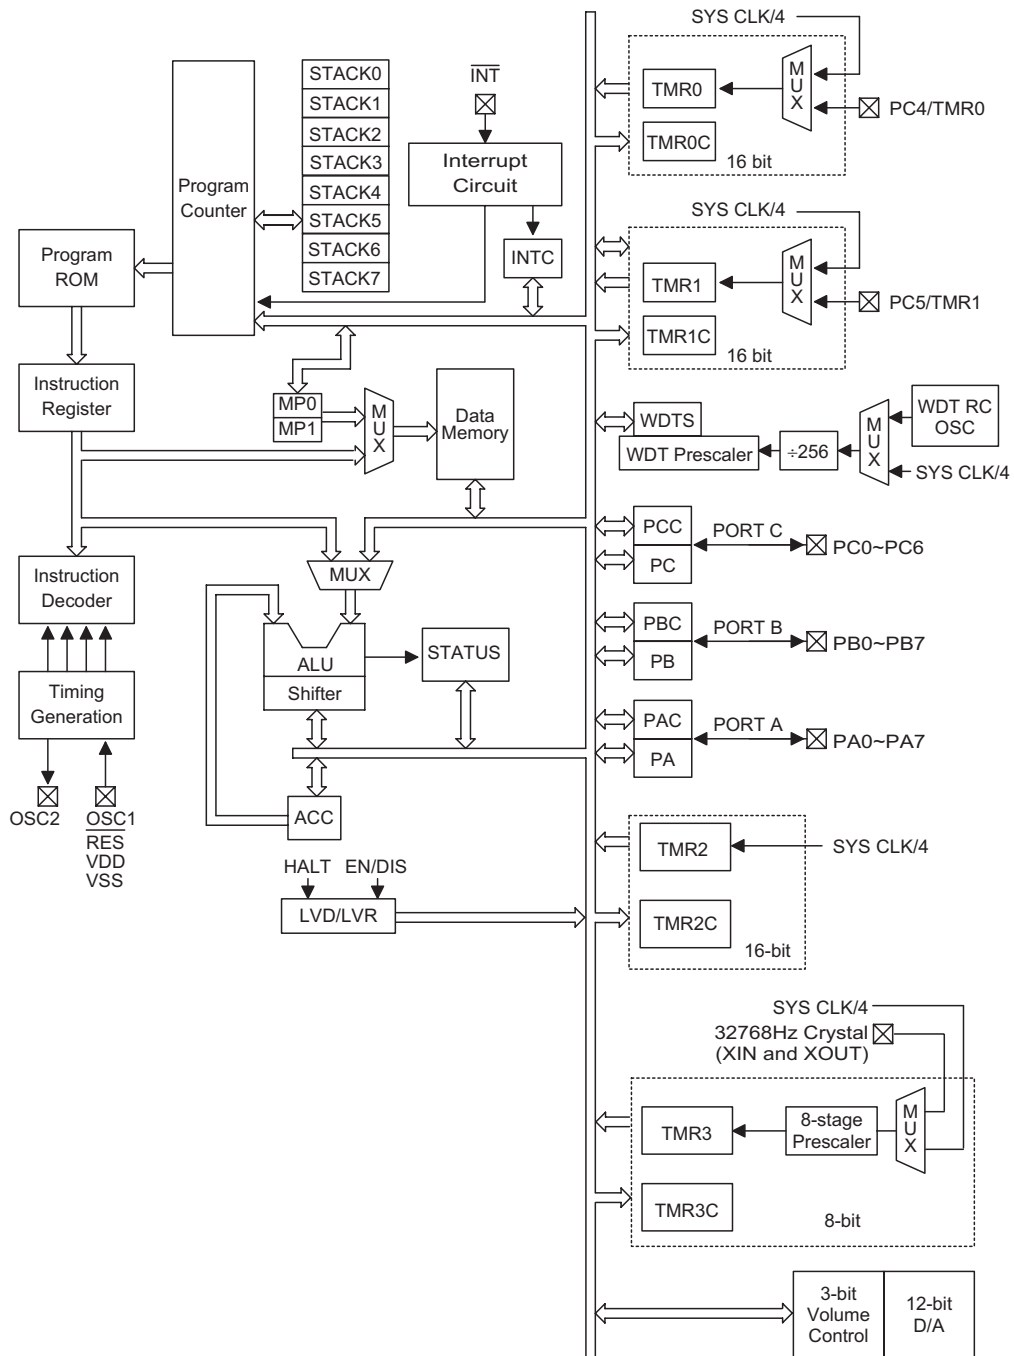 SYS CLK/4
STACK0
STACK1
STACK2
STACK3
STACK4
STACK5
STACK6
STACK7
INT
Interrupt
Circuit
INTC
Program
Counter
Program
ROM
TMR0
MUX
PC4/TMR0
TMR0C
16 bit
SYS CLK/4
TMR1
MUX
PC5/TMR1
TMR1C
16 bit
Instruction
Register
MP0
MP1
MUX
Data
Memory
WDTS
WDT Prescaler
÷256
MUX
WDT RC
OSC
SYS CLK/4
PCC
PC
PORT C
PC0~PC6
Instruction
Decoder
MUX
ALU
Shifter
STATUS
PBC
PB
PORT B
PB0~PB7
Timing
Generation
PAC
PA
PORT A
PA0~PA7
OSC2
OSC1
RES
VDD
VSS
ACC
HALT
EN/DIS
LVD/LVR
TMR2
SYS CLK/4
TMR2C
16-bit
SYS CLK/4
32768Hz Crystal
(XIN and XOUT)
TMR3
8-stage
Prescaler
MUX
TMR3C
8-bit
3-bit
Volume
Control
12-bit
D/A